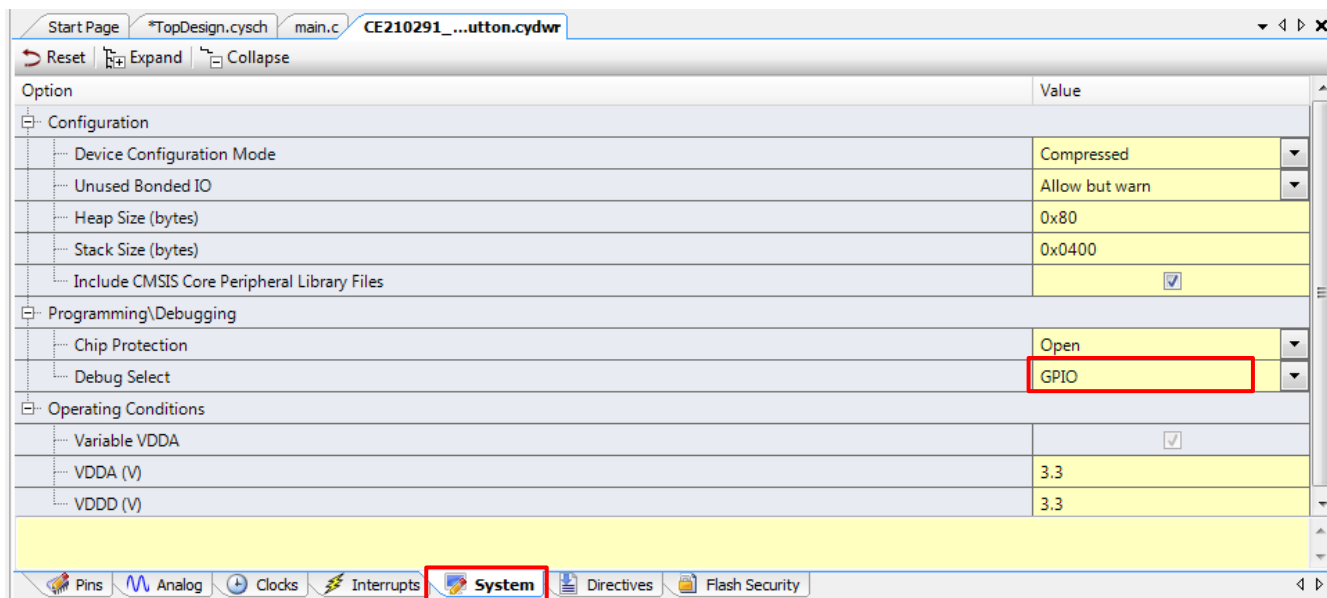 Start Page *TopDesign.cysch main.c CE210291_...utton.cydwr
Reset Expand Collapse
Option Value
Configuration
Device Configuration Mode Compressed
Unused Bonded IO Allow but warn
Heap Size (bytes) 0x80
Stack Size (bytes) 0x0400
Include CMSIS Core Peripheral Library Files
Programming\Debugging
Chip Protection Open
Debug Select GPIO
Operating Conditions
Variable VDDA
VDDA (V) 3.3
VDDD (V) 3.3
Pins Analog Clocks Interrupts System Directives Flash Security